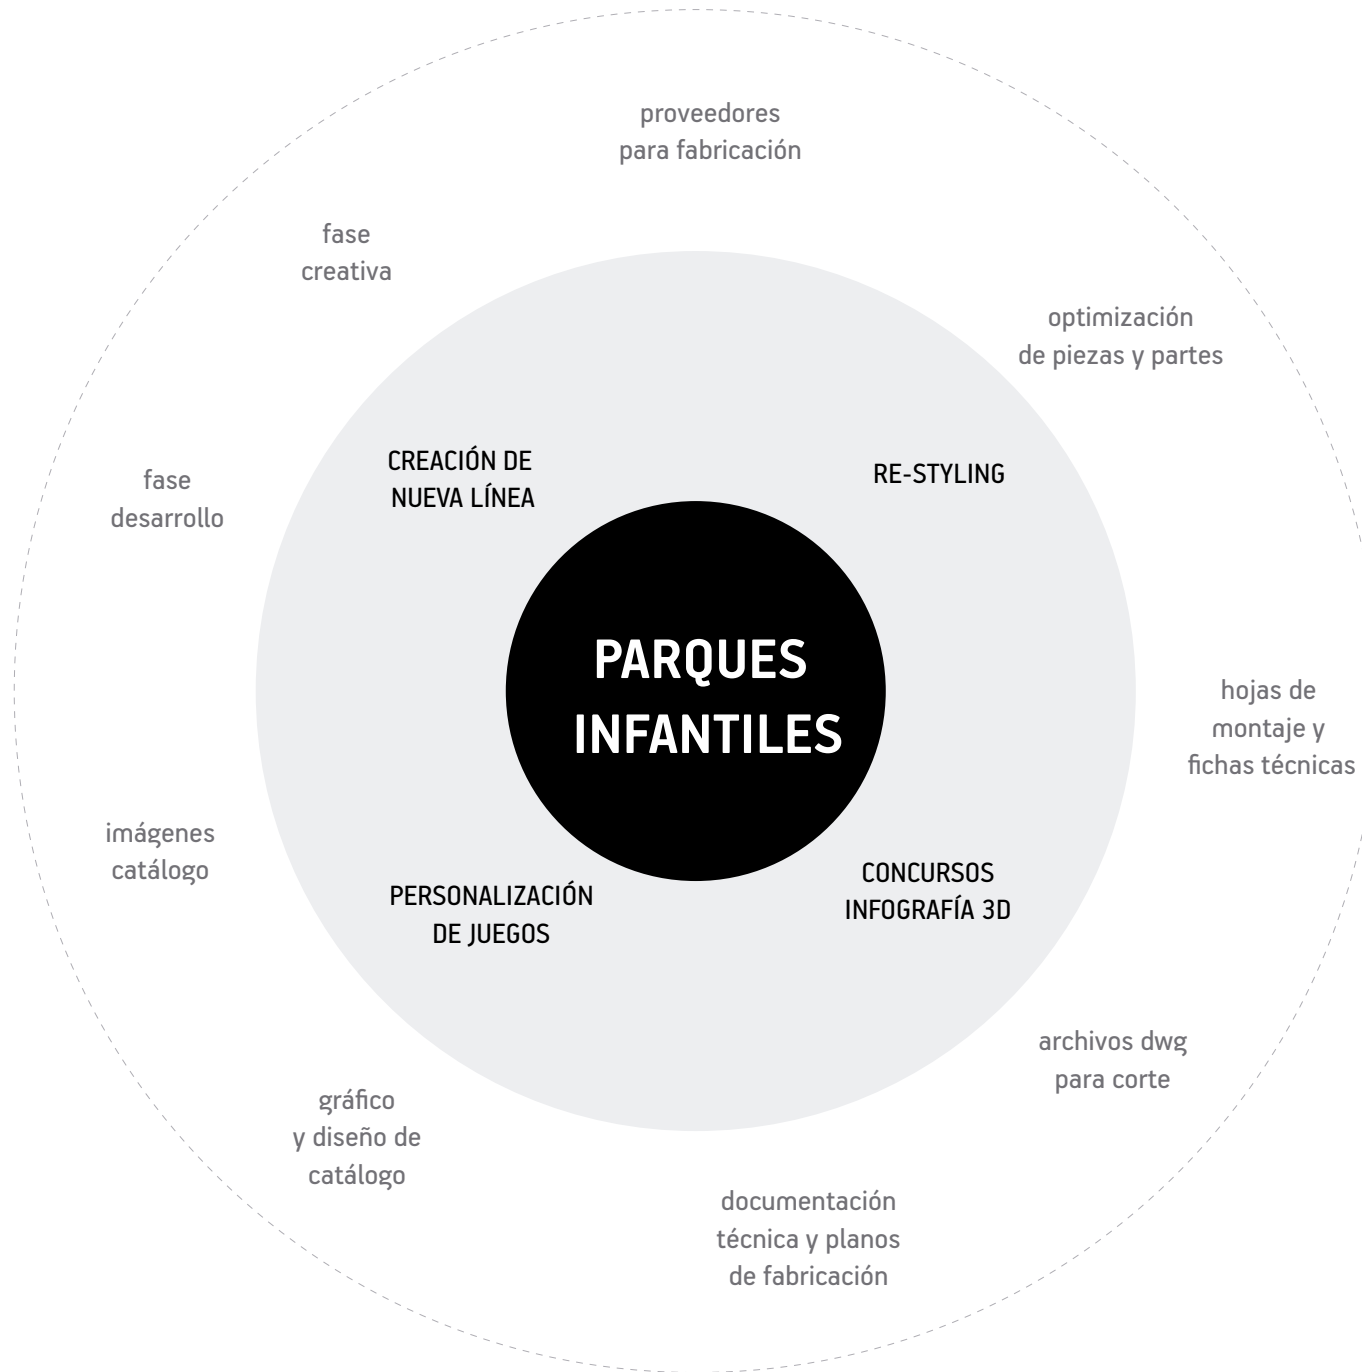 proveedores
para fabricación
fase
creativa
optimización
de piezas y partes
CREACIÓN DE
NUEVA LÍNEA
RE-STYLING
fase
desarrollo
PARQUES
INFANTILES
hojas de
montaje y
fichas técnicas
imágenes
catálogo
PERSONALIZACIÓN
DE JUEGOS
CONCURSOS
INFOGRAFÍA 3D
archivos dwg
para corte
gráfico
y diseño de
catálogo
documentación
técnica y planos
de fabricación